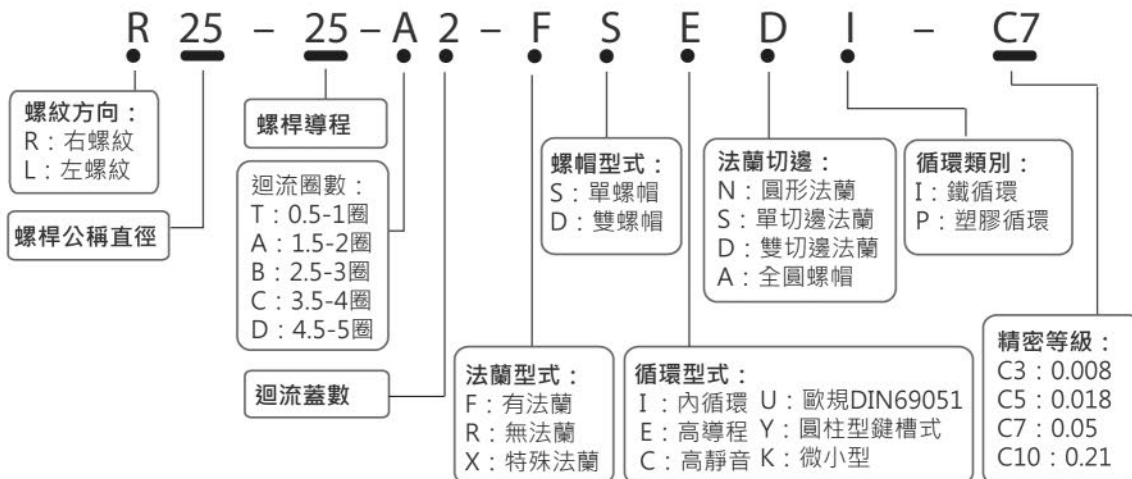 R 25 – 25 – A 2 – F S E D I – C7
螺紋方向：
R：右螺紋
L：左螺紋
螺桿公稱直徑
螺桿導程
迴流圈數：
T：0.5-1圈
A：1.5-2圈
B：2.5-3圈
C：3.5-4圈
D：4.5-5圈
迴流蓋數
法蘭型式：
F：有法蘭
R：無法蘭
X：特殊法蘭
螺帽型式：
S：單螺帽
D：雙螺帽
循環型式：
I：內循環 U：歐規DIN69051
E：高導程 Y：圓柱型鍵槽式
C：高靜音 K：微小型
法蘭切邊：
N：圓形法蘭
S：單切邊法蘭
D：雙切邊法蘭
A：全圓螺帽
循環類別：
I：鐵循環
P：塑膠循環
精密等級：
C3：0.008
C5：0.018
C7：0.05
C10：0.21